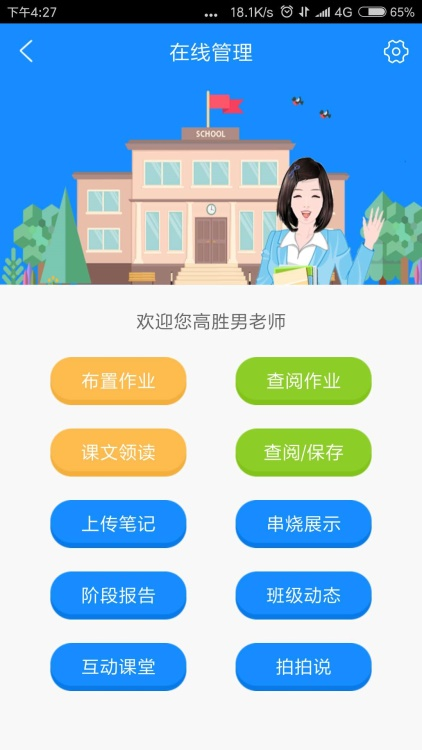 下午4:27 ... 18.1K/s 4G 65%
在线管理
SCHOOL
欢迎您高胜男老师
布置作业 查阅作业
课文领读 查阅/保存
上传笔记 串烧展示
阶段报告 班级动态
互动课堂 拍拍说